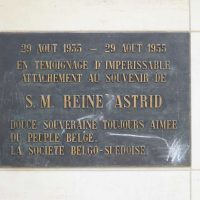 29 AOUT 1935 - 29 AOUT 1955
EN TÉMOIGNAGE D'IMPERISSABLE
ATTACHEMENT AU SOUVENIR DE
S. M. REINE ASTRID
DOUCE SOUVERAINE TOUJOURS AIMÉE
DU PEUPLE BELGE.
LA SOCIÉTÉ BELGO-SUÉDOISE.